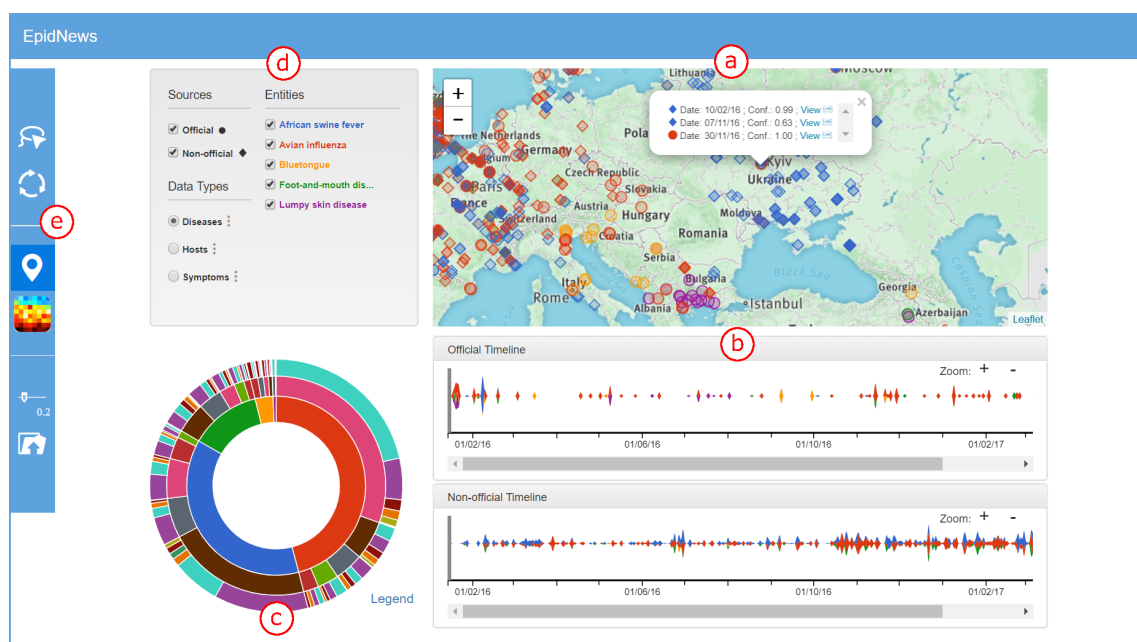 EpidNews
d
Sources
Entities
Official
Non-official
African swine fever
Avian influenza
Bluetongue
Foot-and-mouth dis...
Lumpy skin disease
Data Types
Diseases
Hosts
Symptoms
e
0.2
a
+
-
Lithuania
Moscow
Date: 10/02/16 ; Conf.: 0.99 ; View
Date: 07/11/16 ; Conf.: 0.63 ; View
Date: 30/11/16 ; Conf.: 1.00 ; View
×
The Netherlands
Germany
Kyiv
Ukraine
Czech Republic
Paris
Slovakia
France
Switzerland
Austria
Hungary
Moldova
Croatia
Romania
Serbia
Black Sea
Caspian Sea
Italy
Bulgaria
Georgia
Rome
Albania
Istanbul
Azerbaijan
Leaflet
b
Official Timeline
Zoom: + -
01/02/16 01/06/16 01/10/16 01/02/17
Non-official Timeline
Zoom: + -
01/02/16 01/06/16 01/10/16 01/02/17
Legend
c